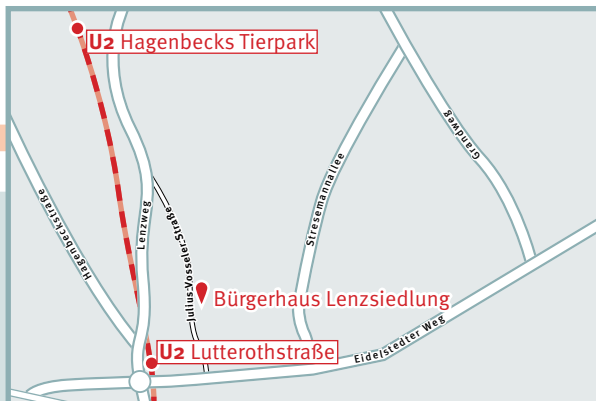 U2 Hagenbecks Tierpark
Grandweg
Stresemannallee
Hagenbeckstraße
Lenzweg
Julius-Vosseler-Straße
Bürgerhaus Lenzsiedlung
Eidelstedter Weg
U2 Lutterothstraße